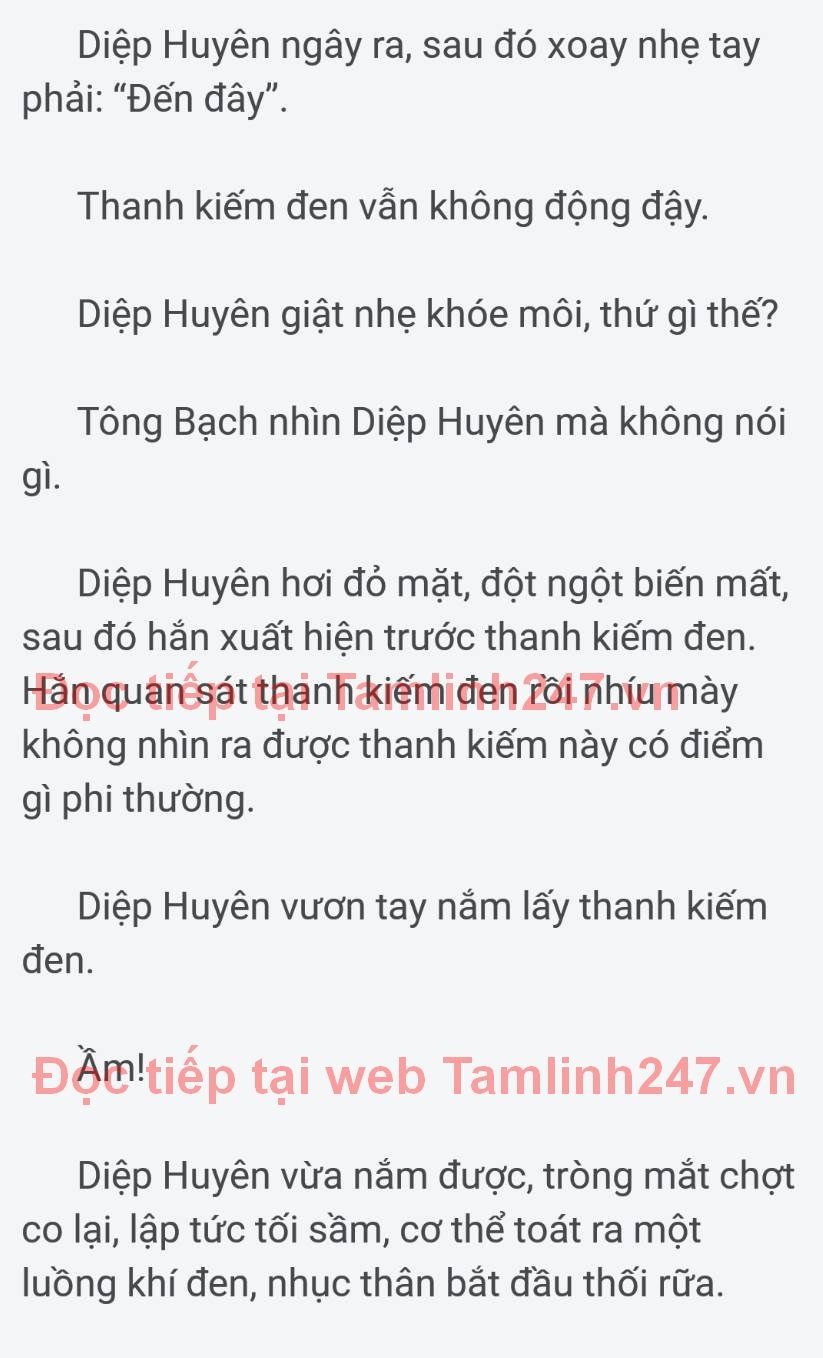 Diệp Huyên ngây ra, sau đó xoay nhẹ tay
phải: “Đến đây”.
Thanh kiếm đen vẫn không động đậy.
Diệp Huyên giật nhẹ khóe môi, thứ gì thế?
Tông Bạch nhìn Diệp Huyên mà không nói
gì.
Diệp Huyên hơi đỏ mặt, đột ngột biến mất,
sau đó hắn xuất hiện trước thanh kiếm đen.
Hắn quan sát thanh kiếm đen rồi nhíu mày
Đọc tiếp tại Tamlinh247.vn
không nhìn ra được thanh kiếm này có điểm
gì phi thường.
Diệp Huyên vươn tay nắm lấy thanh kiếm
đen.
Ầm!
Đọc tiếp tại web Tamlinh247.vn
Diệp Huyên vừa nắm được, tròng mắt chợt
co lại, lập tức tối sầm, cơ thể toát ra một
luồng khí đen, nhục thân bắt đầu thối rữa.